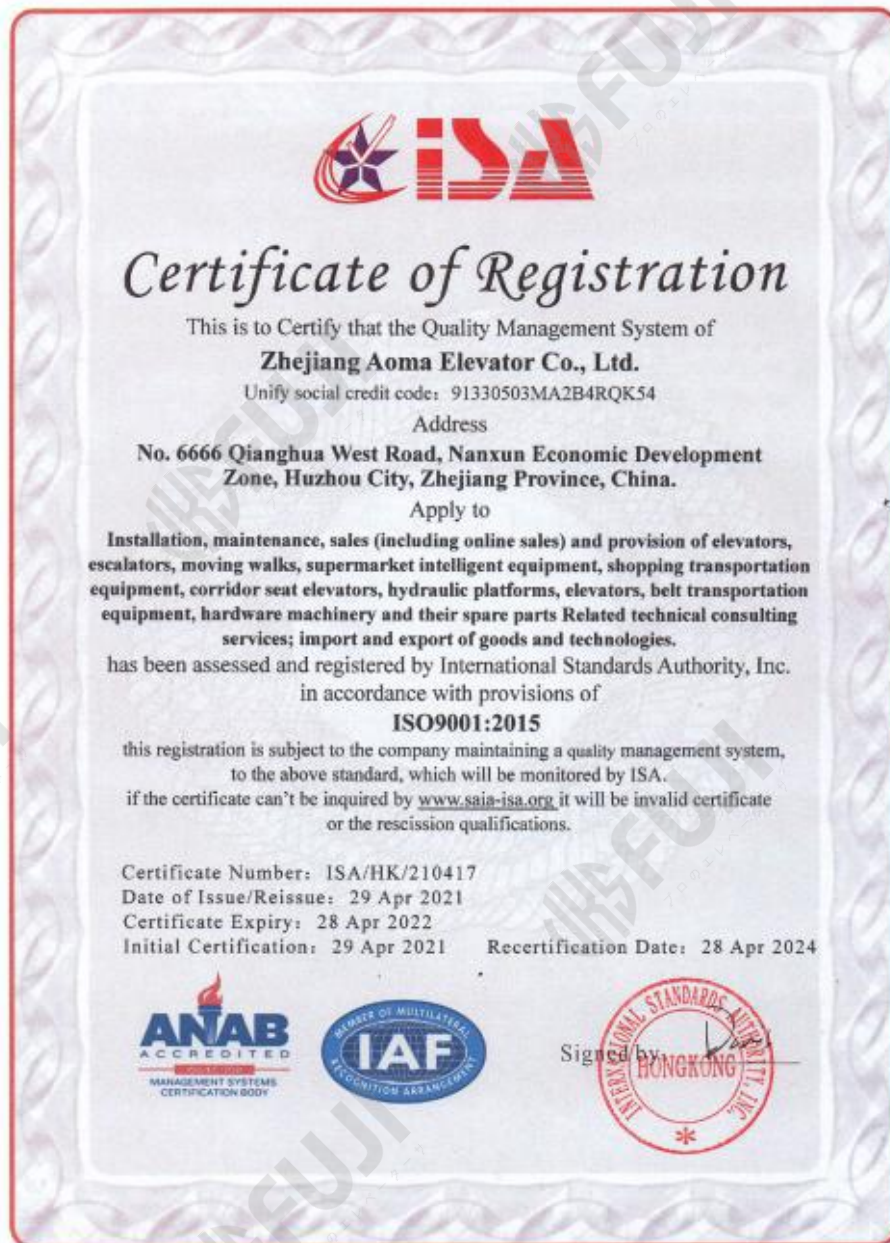 ISA
Certificate of Registration
This is to Certify that the Quality Management System of
Zhejiang Aoma Elevator Co., Ltd.
Unify social credit code: 91330503MA2B4RQK54
Address
No. 6666 Qianghua West Road, Nanxun Economic Development
Zone, Huzhou City, Zhejiang Province, China.
Apply to
Installation, maintenance, sales (including online sales) and provision of elevators,
escalators, moving walks, supermarket intelligent equipment, shopping transportation
equipment, corridor seat elevators, hydraulic platforms, elevators, belt transportation
equipment, hardware machinery and their spare parts Related technical consulting
services; import and export of goods and technologies.
has been assessed and registered by International Standards Authority, Inc.
in accordance with provisions of
ISO9001:2015
this registration is subject to the company maintaining a quality management system,
to the above standard, which will be monitored by ISA.
if the certificate can't be inquired by www.saia-isa.org it will be invalid certificate
or the rescission qualifications.
Certificate Number: ISA/HK/210417
Date of Issue/Reissue: 29 Apr 2021
Certificate Expiry: 28 Apr 2022
Initial Certification: 29 Apr 2021 Recertification Date: 28 Apr 2024
ANAB
ACCREDITED
MANAGEMENT SYSTEMS
CERTIFICATION BODY
MEMBER OF MULTILATERAL
IAF
RECOGNITION ARRANGEMENT
Signed by:
INTERNATIONAL STANDARDS AUTHORITY, INC.
HONGKONG
FUJI
FUJI
FUJI
FUJI
FUJI